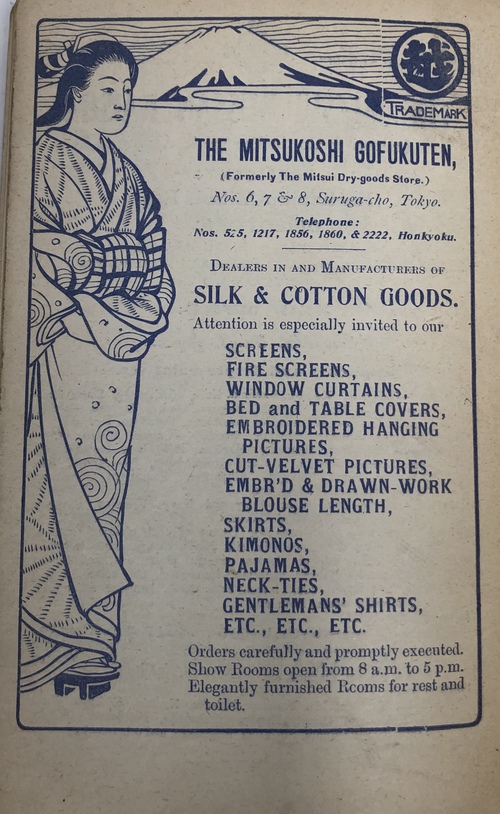 TRADEMARK
THE MITSUKOSHI GOFUKUTEN,
(Formerly The Mitsui Dry-goods Store.)
Nos. 6, 7 & 8, Suruga-cho, Tokyo.
Telephone:
Nos. 525, 1217, 1856, 1860, & 2222, Honkyoku.
DEALERS IN AND MANUFACTURERS OF
SILK & COTTON GOODS.
Attention is especially invited to our
SCREENS,
FIRE SCREENS,
WINDOW CURTAINS,
BED and TABLE COVERS,
EMBROIDERED HANGING
PICTURES,
CUT-VELVET PICTURES,
EMBR'D & DRAWN-WORK
BLOUSE LENGTH,
SKIRTS,
KIMONOS,
PAJAMAS,
NECK-TIES,
GENTLEMANS' SHIRTS,
ETC., ETC., ETC.
Orders carefully and promptly executed.
Show Rooms open from 8 a.m. to 5 p.m.
Elegantly furnished Rooms for rest and
toilet.